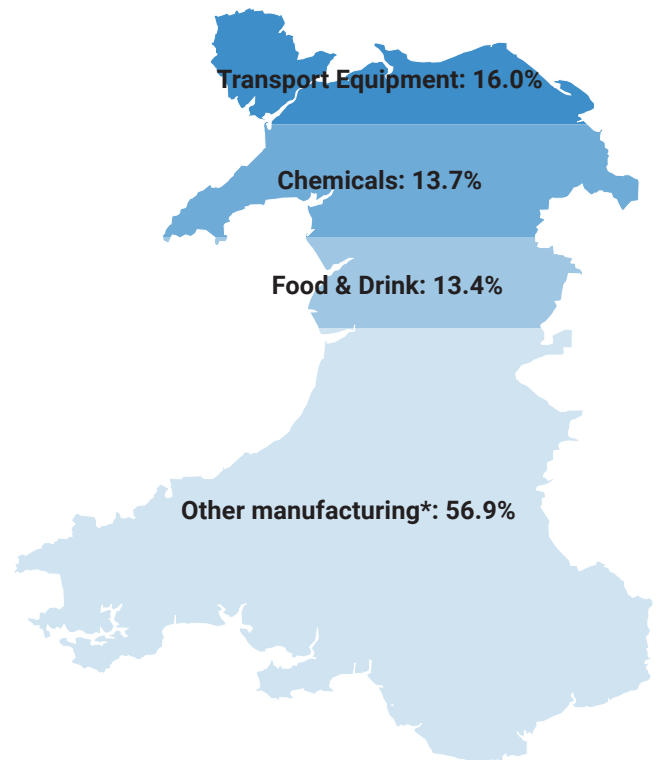 Transport Equipment: 16.0%
Chemicals: 13.7%
Food & Drink: 13.4%
Other manufacturing*: 56.9%